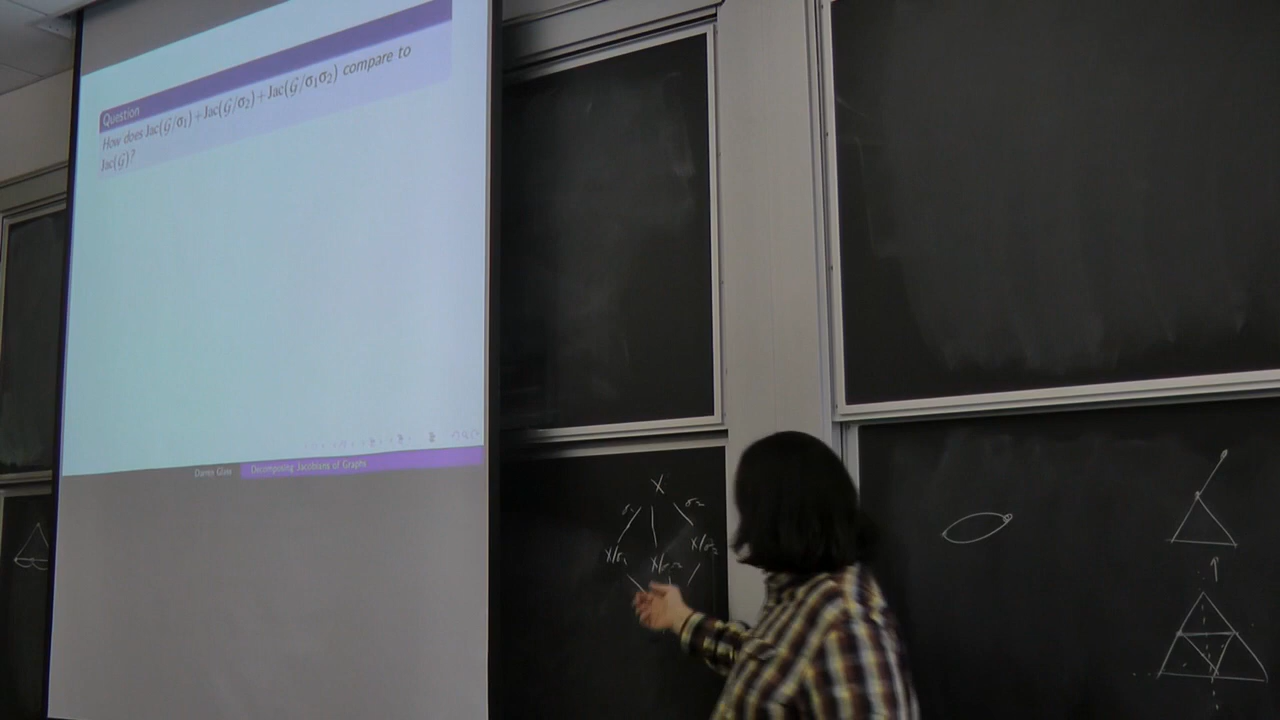 Question
How does Jac(G/σ₁)+Jac(G/σ₂)+Jac(G/σ₁σ₂) compare to
Jac(G)?
Darren Glass Decomposing Jacobians of Graphs
X
σ₁ σ₂
X/σ₁ X/σ₂